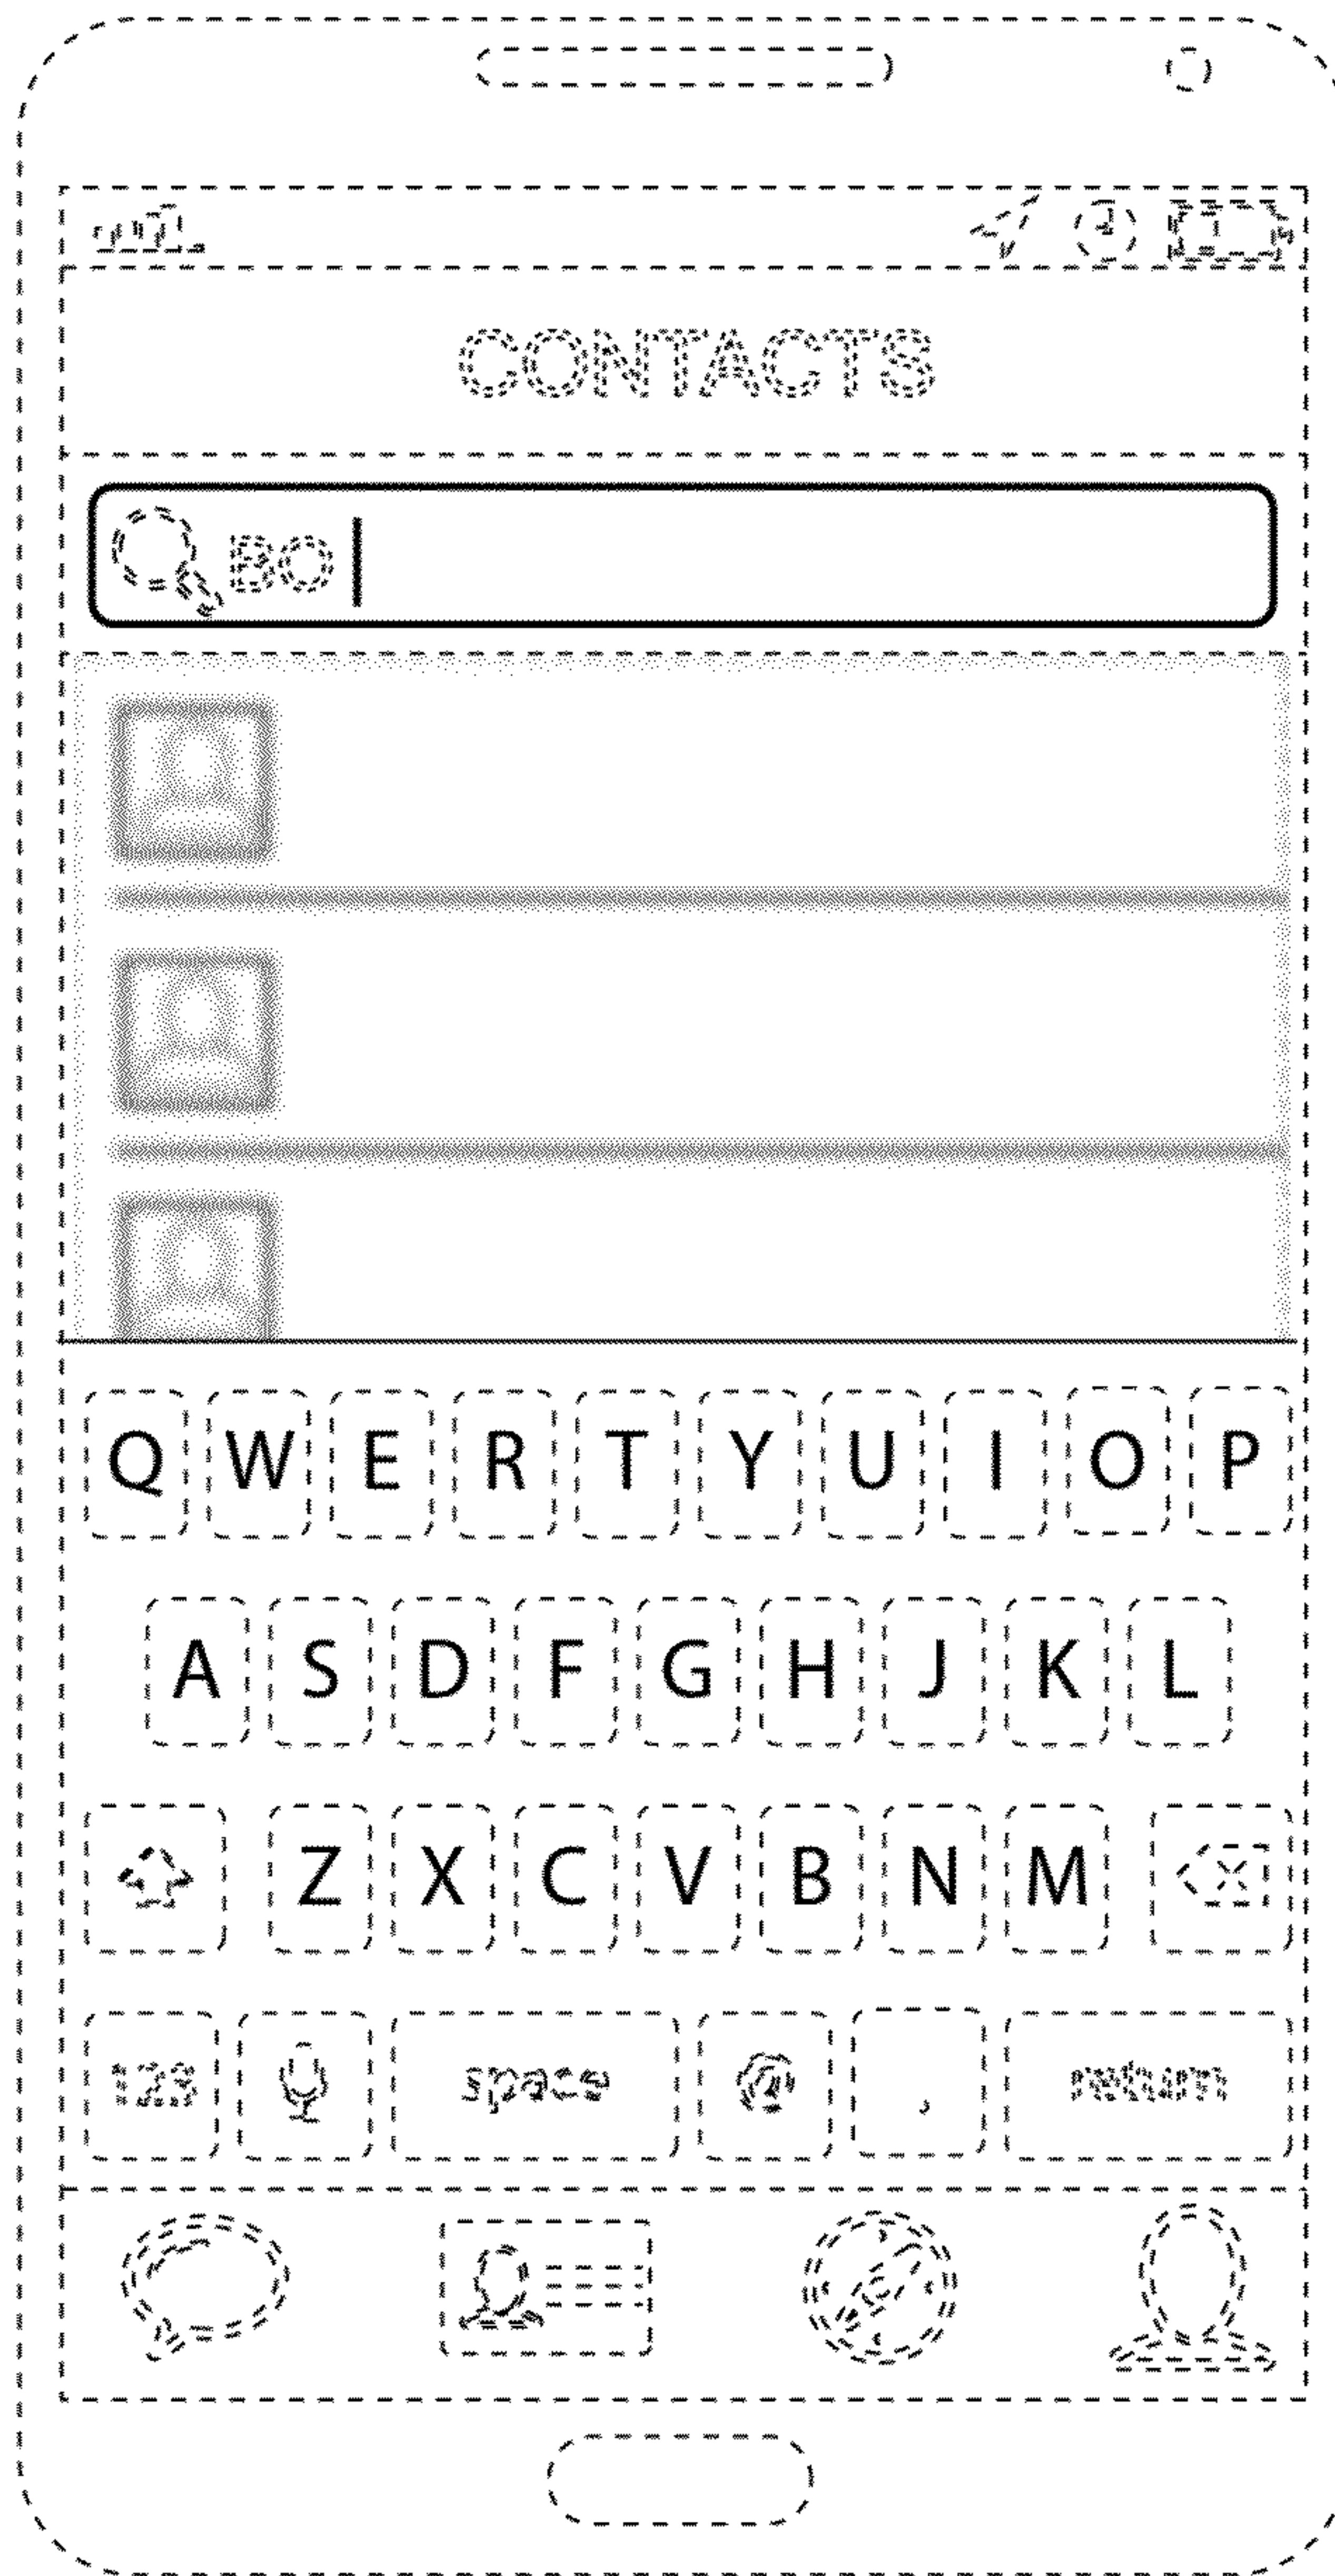 CONTACTS
BO
Q W E R T Y U I O P
A S D F G H J K L
Z X C V B N M
123 space @ , return